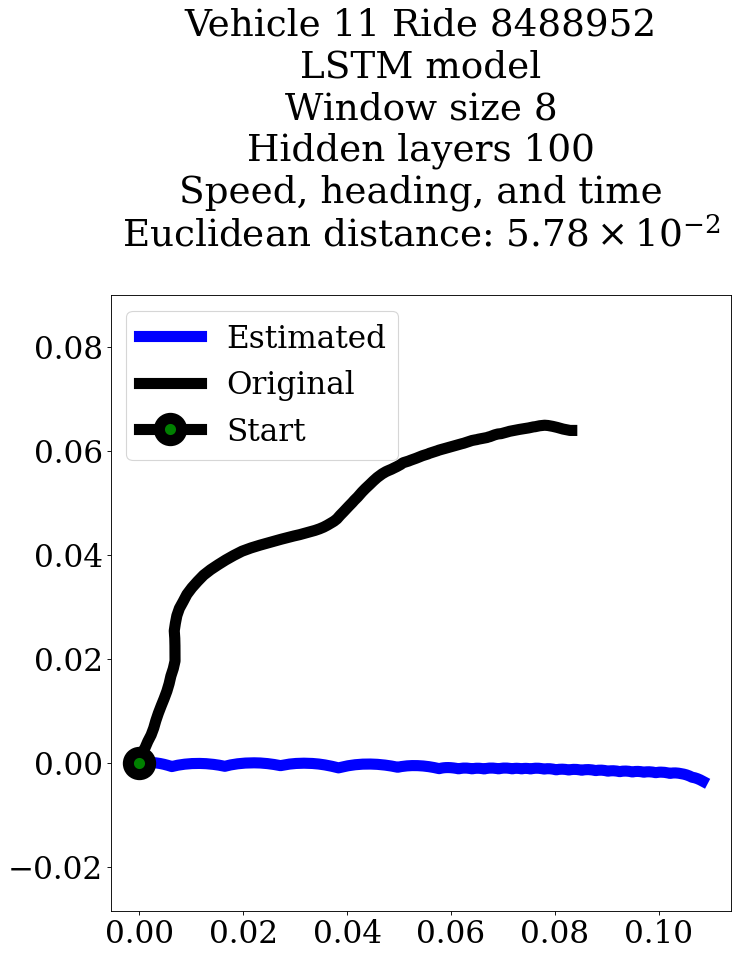 Vehicle 11 Ride 8488952
LSTM model
Window size 8
Hidden layers 100
Speed, heading, and time
Euclidean distance: 5.78 × 10⁻²
Estimated
Original
Start
0.08
0.06
0.04
0.02
0.00
−0.02
0.00 0.02 0.04 0.06 0.08 0.10